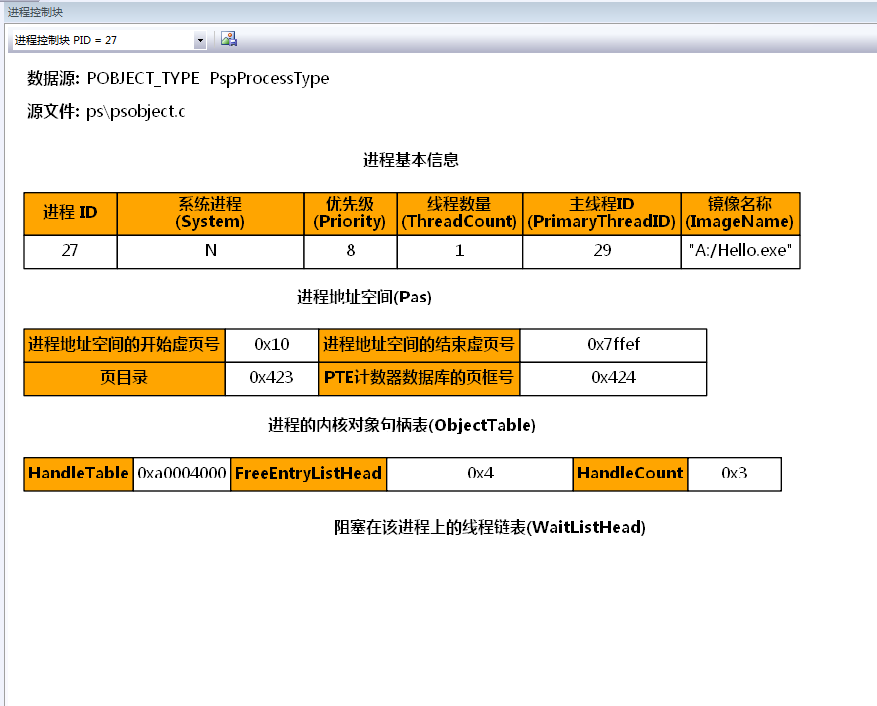 进程控制块
进程控制块 PID = 27
数据源: POBJECT_TYPE PspProcessType
源文件: ps\psobject.c
进程基本信息
进程 ID 系统进程 (System) 优先级 (Priority) 线程数量 (ThreadCount) 主线程ID (PrimaryThreadID) 镜像名称 (ImageName)
27 N 8 1 29 "A:/Hello.exe"
进程地址空间(Pas)
进程地址空间的开始虚页号 0x10 进程地址空间的结束虚页号 0x7ffef
页目录 0x423 PTE计数器数据库的页框号 0x424
进程的内核对象句柄表(ObjectTable)
HandleTable 0xa0004000 FreeEntryListHead 0x4 HandleCount 0x3
阻塞在该进程上的线程链表(WaitListHead)